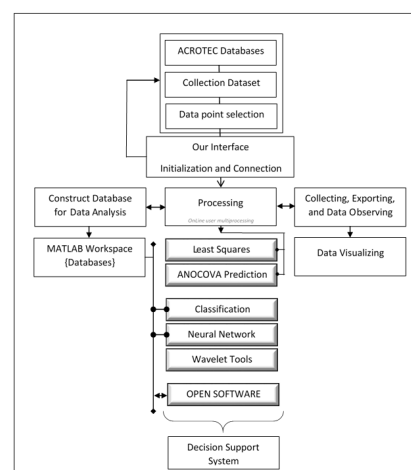 ACROTEC Databases
Collection Dataset
Data point selection
Our Interface
Initialization and Connection
Construct Database
for Data Analysis
Processing
OnLine user multiprocessing
Collecting, Exporting,
and Data Observing
MATLAB Workspace
{Databases}
Least Squares
Data Visualizing
ANOCOVA Prediction
Classification
Neural Network
Wavelet Tools
OPEN SOFTWARE
Decision Support
System